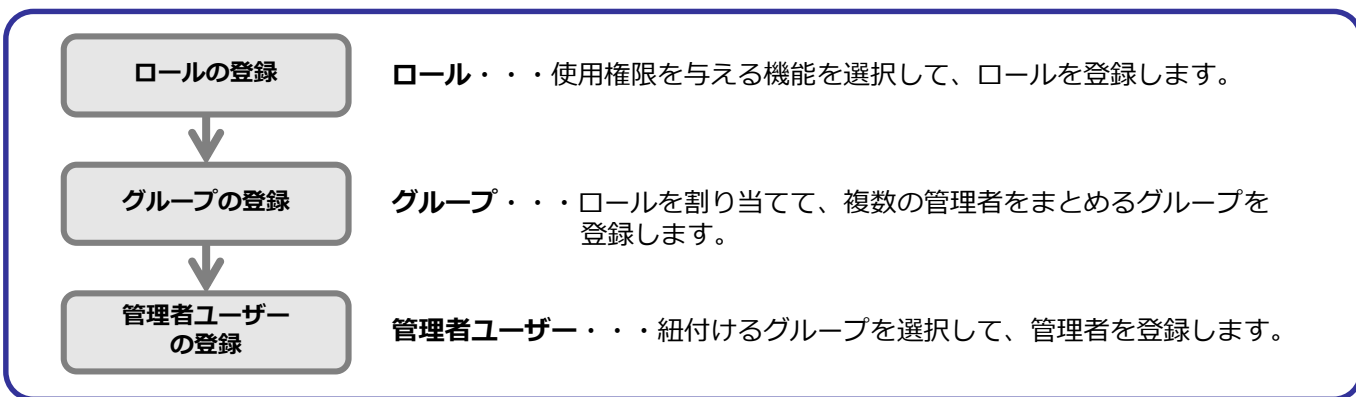 ロールの登録
ロール・・・使用権限を与える機能を選択して、ロールを登録します。
グループの登録
グループ・・・ロールを割り当てて、複数の管理者をまとめるグループを
登録します。
管理者ユーザー
の登録
管理者ユーザー・・・紐付けるグループを選択して、管理者を登録します。